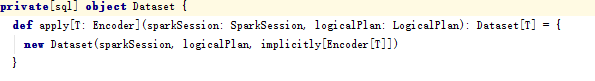 private[sql] object Dataset {
  def apply[T: Encoder](sparkSession: SparkSession, logicalPlan: LogicalPlan): Dataset[T] = {
    new Dataset(sparkSession, logicalPlan, implicitly[Encoder[T]])
  }